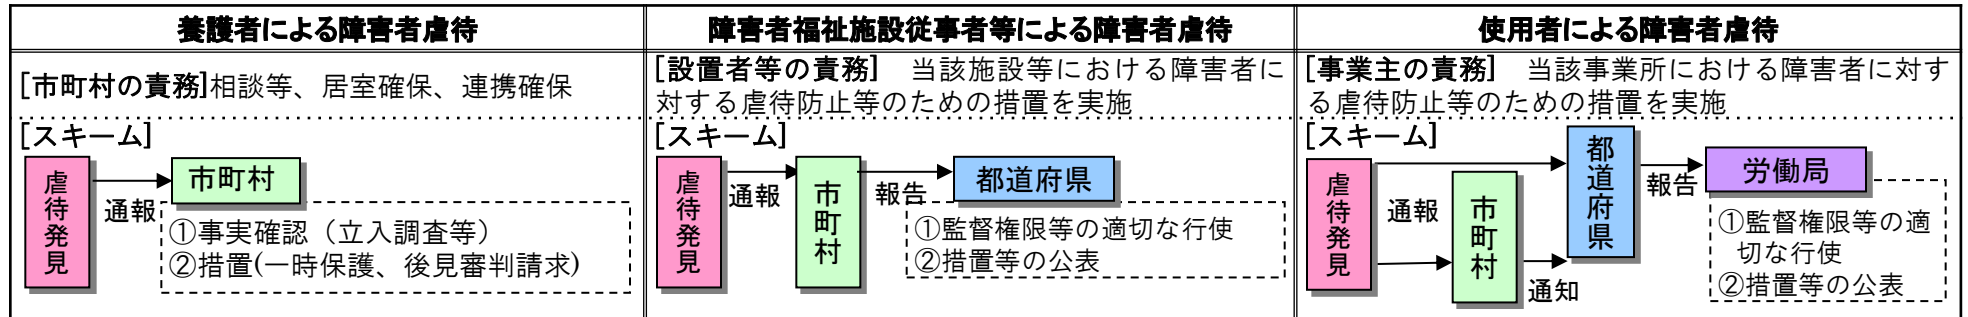 養護者による障害者虐待
[市町村の責務]相談等、居室確保、連携確保
[スキーム]
虐待発見
通報
市町村
①事実確認（立入調査等）
②措置(一時保護、後見審判請求)
障害者福祉施設従事者等による障害者虐待
[設置者等の責務]　当該施設等における障害者に
対する虐待防止等のための措置を実施
[スキーム]
虐待発見
通報
市町村
報告
都道府県
①監督権限等の適切な行使
②措置等の公表
使用者による障害者虐待
[事業主の責務]　当該事業所における障害者に対す
る虐待防止等のための措置を実施
[スキーム]
虐待発見
通報
市町村
通知
都道府県
報告
労働局
①監督権限等の適
切な行使
②措置等の公表